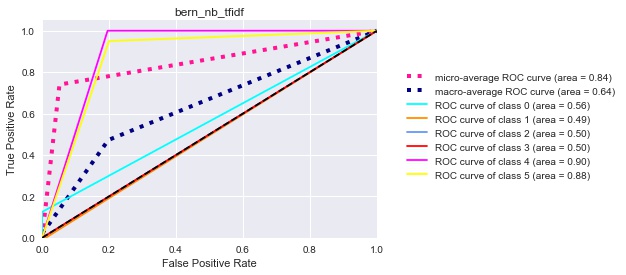 bern_nb_tfidf
True Positive Rate
1.0
0.8
0.6
0.4
0.2
0.0
0.0 0.2 0.4 0.6 0.8 1.0
False Positive Rate
micro-average ROC curve (area = 0.84)
macro-average ROC curve (area = 0.64)
ROC curve of class 0 (area = 0.56)
ROC curve of class 1 (area = 0.49)
ROC curve of class 2 (area = 0.50)
ROC curve of class 3 (area = 0.50)
ROC curve of class 4 (area = 0.90)
ROC curve of class 5 (area = 0.88)